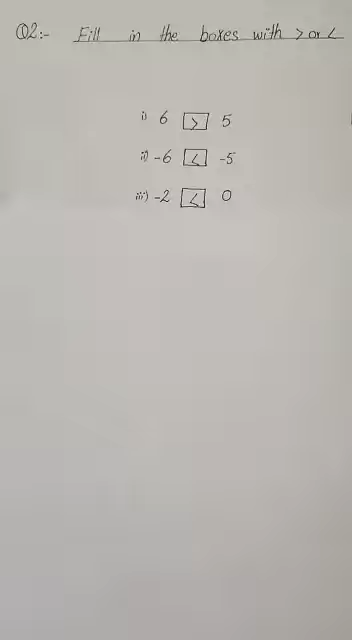 Q2:- Fill in the boxes with > or <
i) 6 > 5
ii) -6 < -5
iii) -2 < 0